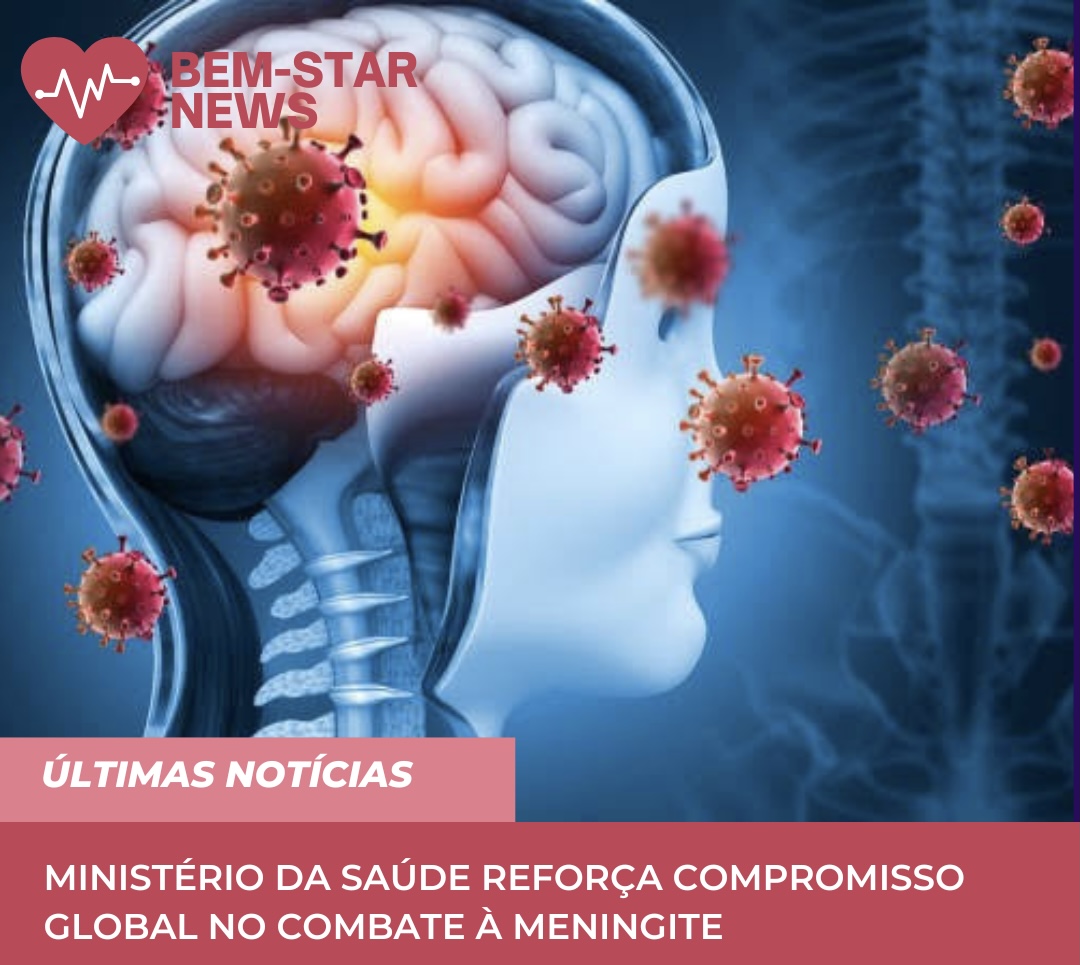 BEM-STAR
NEWS
ÚLTIMAS NOTÍCIAS
MINISTÉRIO DA SAÚDE REFORÇA COMPROMISSO
GLOBAL NO COMBATE À MENINGITE